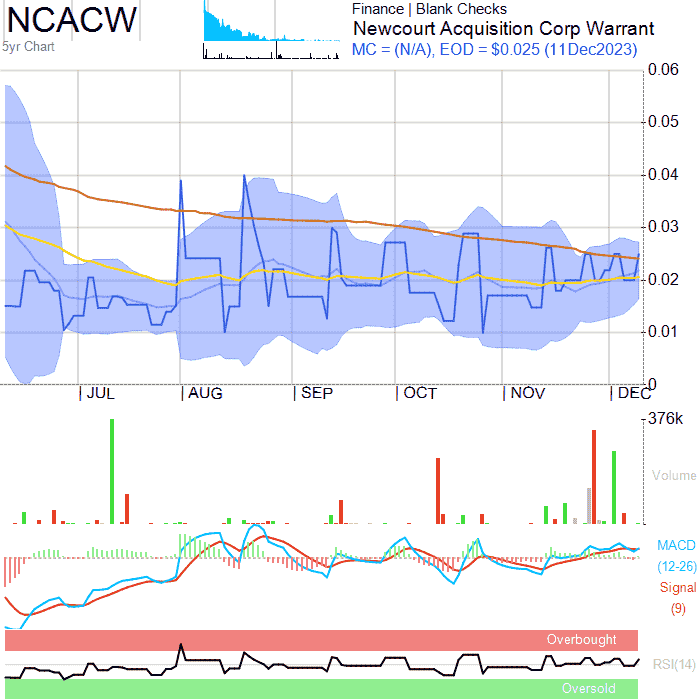 NCACW
5yr Chart
Finance | Blank Checks
Newcourt Acquisition Corp Warrant
MC = (N/A), EOD = $0.025 (11Dec2023)
0.06
0.05
0.04
0.03
0.02
0.01
0
JUL AUG SEP OCT NOV DEC
376k
Volume
MACD
(12-26)
Signal
(9)
Overbought
RSI(14)
Oversold